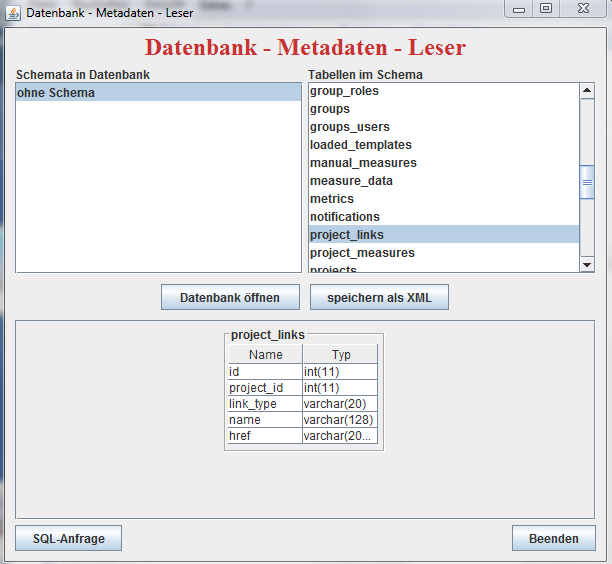 Datenbank - Metadaten - Leser
Datenbank - Metadaten - Leser
Schemata in Datenbank
Tabellen im Schema
ohne Schema
group_roles
groups
groups_users
loaded_templates
manual_measures
measure_data
metrics
notifications
project_links
project_measures
projects
Datenbank öffnen
speichern als XML
project_links
Name Typ
id int(11)
project_id int(11)
link_type varchar(20)
name varchar(128)
href varchar(20...
SQL-Anfrage
Beenden